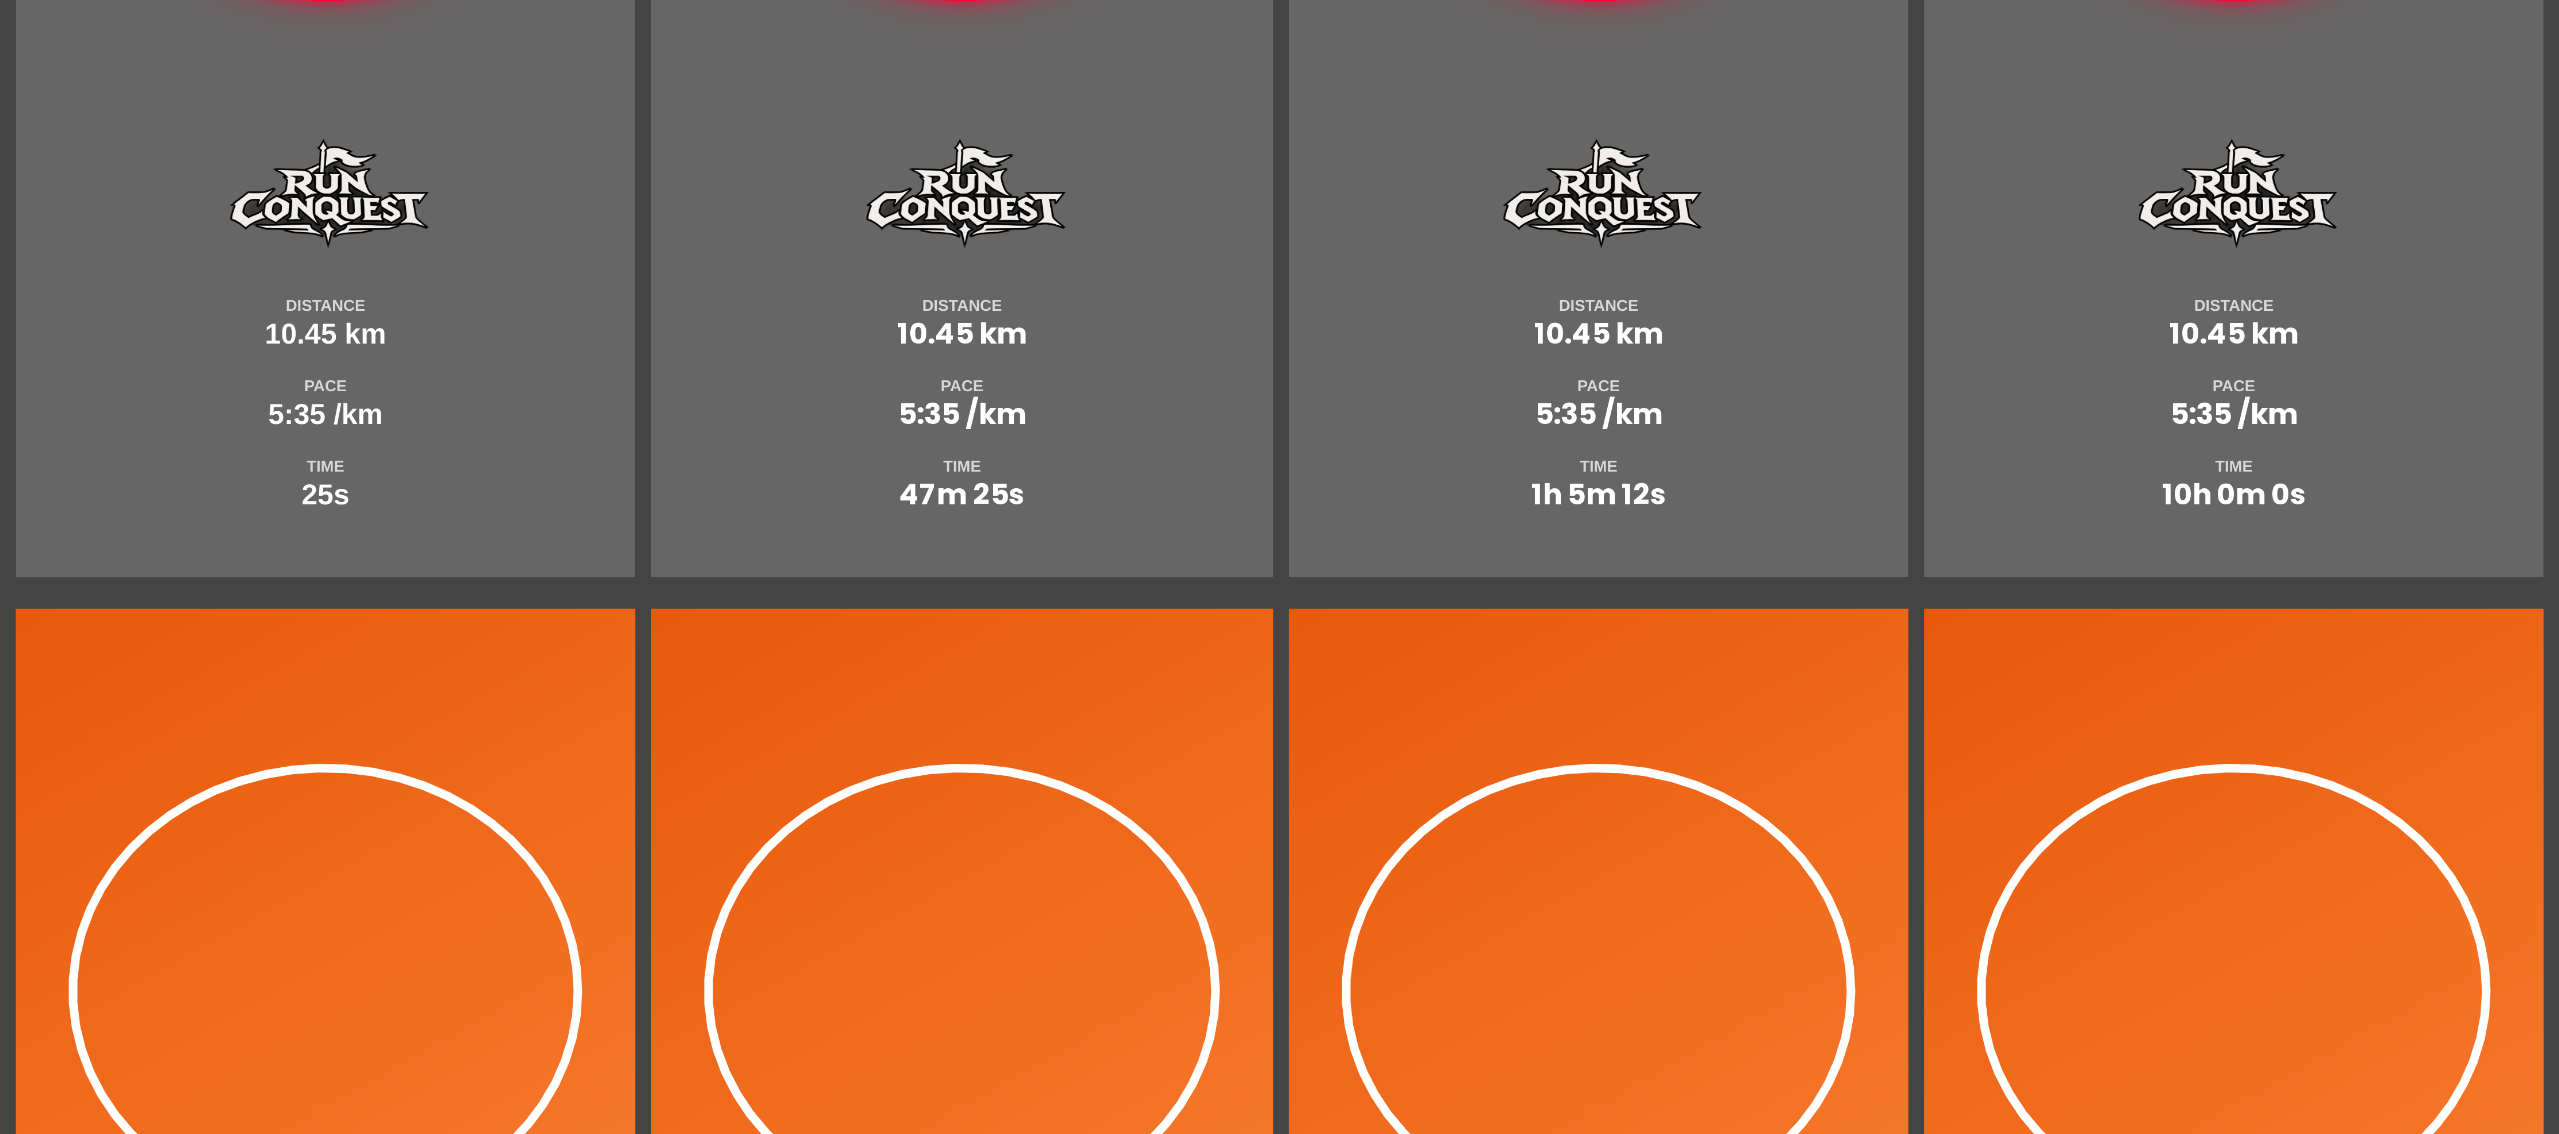 RUN
CONQUEST
DISTANCE
10.45 km
PACE
5:35 /km
TIME
25s
RUN
CONQUEST
DISTANCE
10.45 km
PACE
5:35 /km
TIME
47m 25s
RUN
CONQUEST
DISTANCE
10.45 km
PACE
5:35 /km
TIME
1h 5m 12s
RUN
CONQUEST
DISTANCE
10.45 km
PACE
5:35 /km
TIME
10h 0m 0s